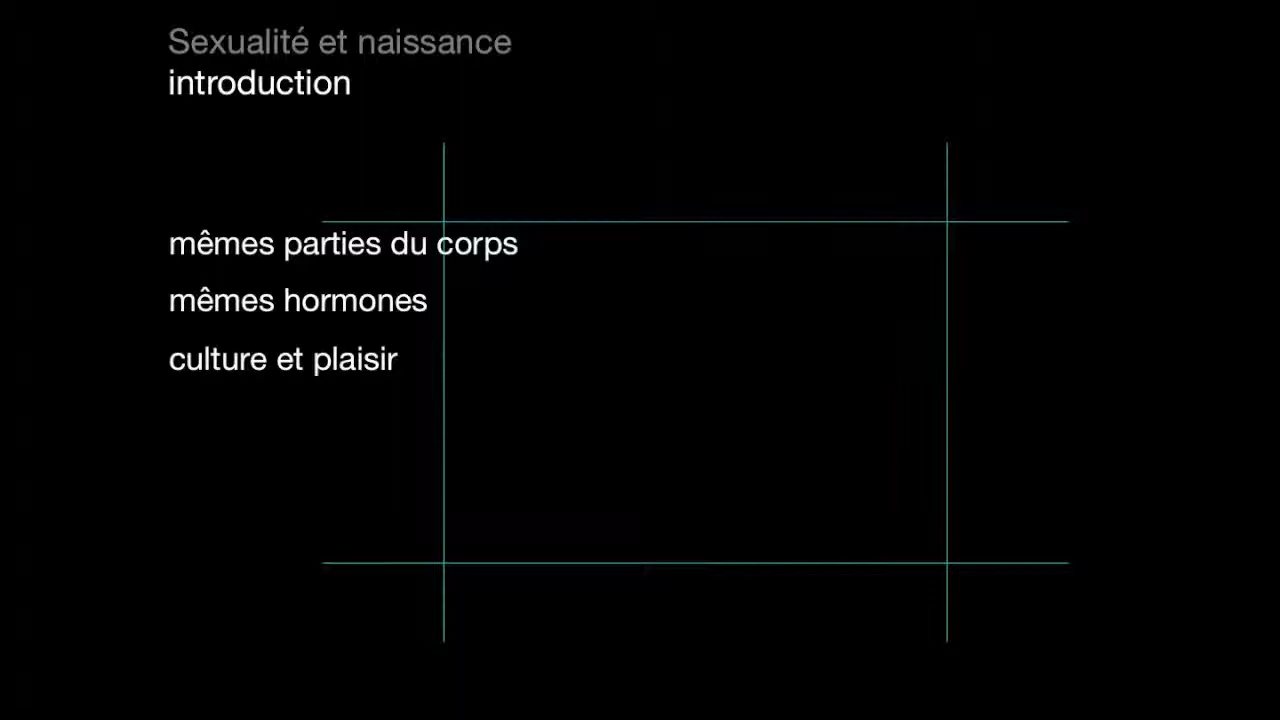 Sexualité et naissance
introduction
mêmes parties du corps
mêmes hormones
culture et plaisir